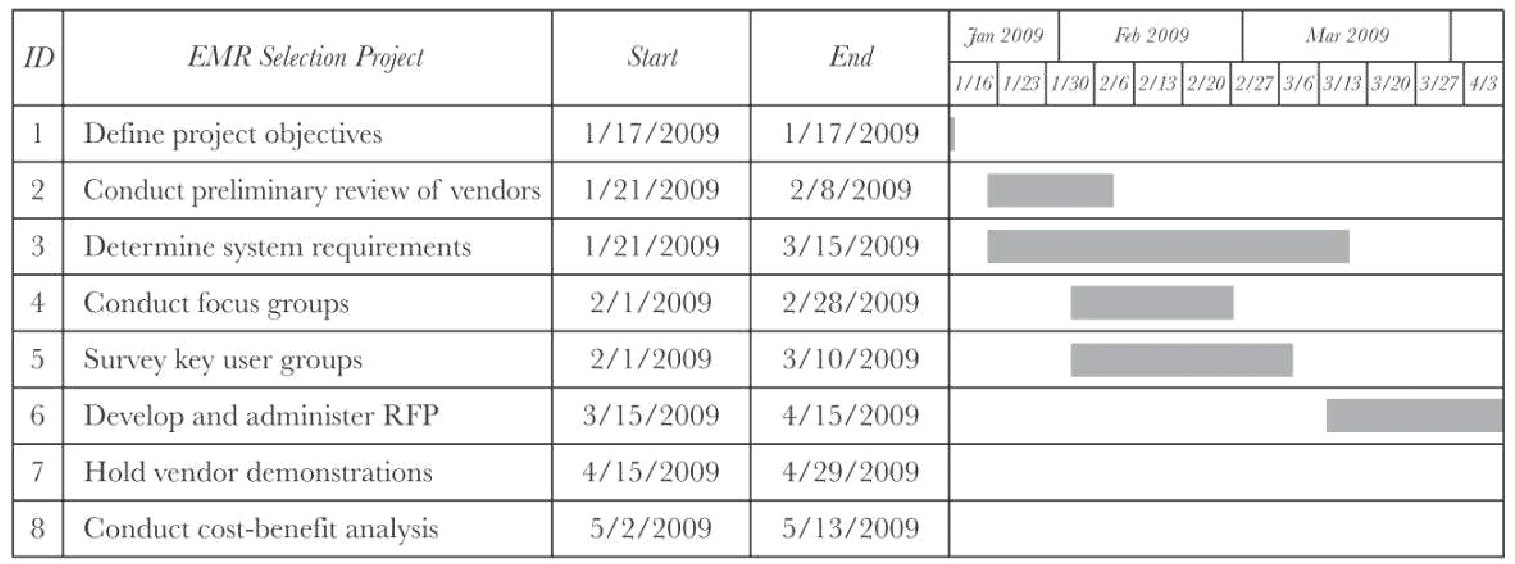 ID EMR Selection Project Start End Jan 2009 Feb 2009 Mar 2009
1/16 1/23 1/30 2/6 2/13 2/20 2/27 3/6 3/13 3/20 3/27 4/3
1 Define project objectives 1/17/2009 1/17/2009
2 Conduct preliminary review of vendors 1/21/2009 2/8/2009
3 Determine system requirements 1/21/2009 3/15/2009
4 Conduct focus groups 2/1/2009 2/28/2009
5 Survey key user groups 2/1/2009 3/10/2009
6 Develop and administer RFP 3/15/2009 4/15/2009
7 Hold vendor demonstrations 4/15/2009 4/29/2009
8 Conduct cost-benefit analysis 5/2/2009 5/13/2009